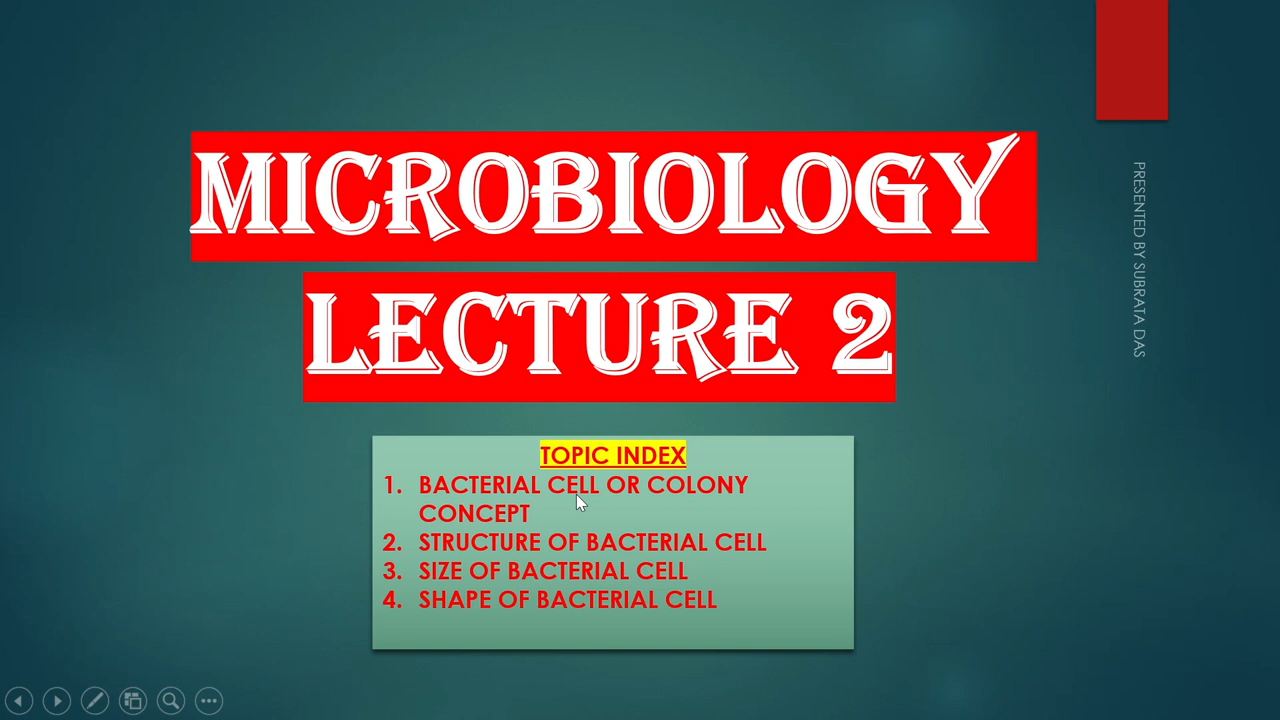 MICROBIOLOGY
LECTURE 2
PRESENTED BY SUBRATA DAS
TOPIC INDEX
1. BACTERIAL CELL OR COLONY
CONCEPT
2. STRUCTURE OF BACTERIAL CELL
3. SIZE OF BACTERIAL CELL
4. SHAPE OF BACTERIAL CELL